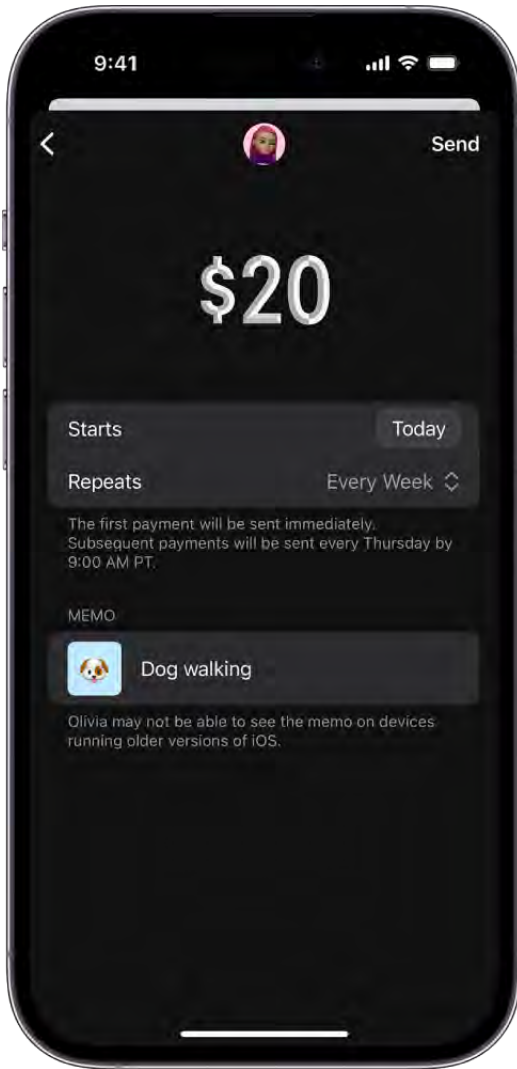 9:41
Send
$20
Starts Today
Repeats Every Week
The first payment will be sent immediately.
Subsequent payments will be sent every Thursday by
9:00 AM PT.
MEMO
Dog walking
Olivia may not be able to see the memo on devices
running older versions of iOS.